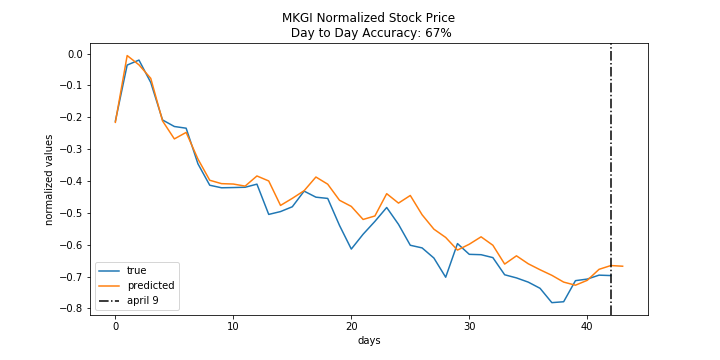 MKGI Normalized Stock Price
Day to Day Accuracy: 67%
normalized values
0.0
−0.1
−0.2
−0.3
−0.4
−0.5
−0.6
−0.7
−0.8
true
predicted
april 9
0
10
20
30
40
days